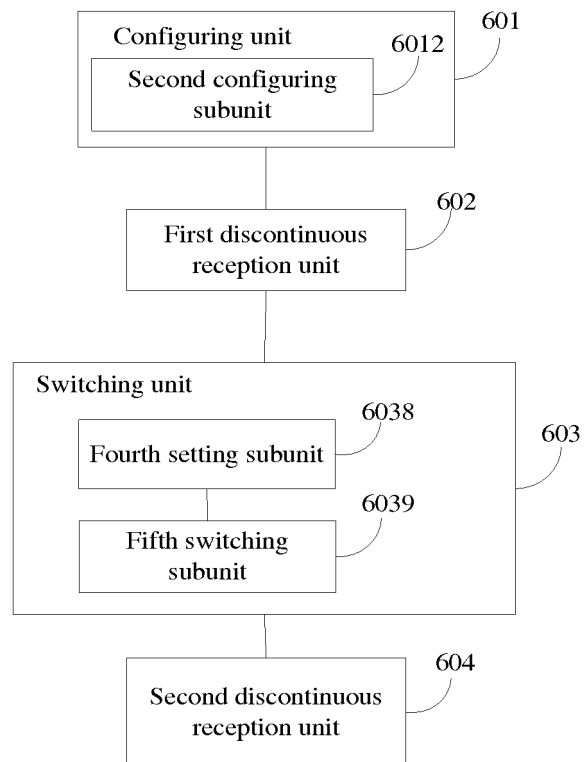 Configuring unit
601
6012
Second configuring
subunit
602
First discontinuous
reception unit
Switching unit
6038
603
Fourth setting subunit
6039
Fifth switching
subunit
604
Second discontinuous
reception unit